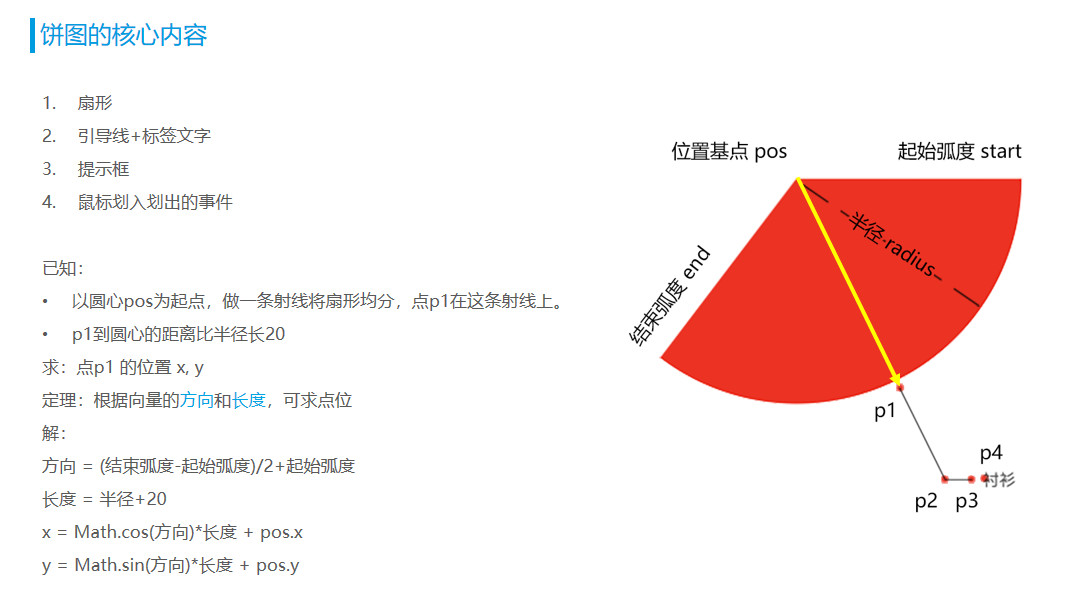 饼图的核心内容
1. 扇形
2. 引导线+标签文字
3. 提示框
4. 鼠标划入划出的事件
已知：
• 以圆心pos为起点，做一条射线将扇形均分，点p1在这条射线上。
• p1到圆心的距离比半径长20
求：点p1 的位置 x, y
定理：根据向量的方向和长度，可求点位
解：
方向 = (结束弧度-起始弧度)/2+起始弧度
长度 = 半径+20
x = Math.cos(方向)*长度 + pos.x
y = Math.sin(方向)*长度 + pos.y
位置基点 pos
起始弧度 start
半径 radius
结束弧度 end
p1
p4
衬衫
p2
p3